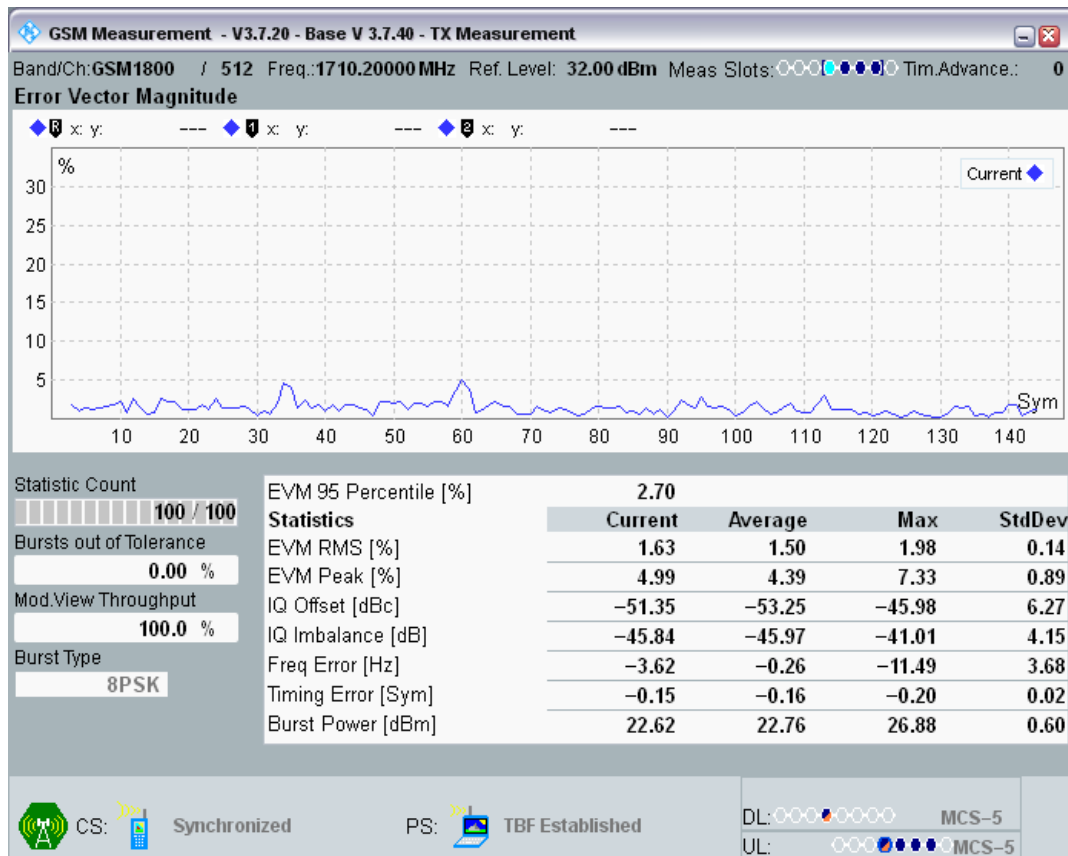 GSM Measurement - V3.7.20 - Base V 3.7.40 - TX Measurement
Band/Ch:GSM1800 / 512 Freq.:1710.20000 MHz Ref. Level: 32.00 dBm Meas Slots: Tim.Advance.: 0
Error Vector Magnitude
R x: y: --- 1 x: y: --- 2 x: y: ---
%
Current
30
25
20
15
10
5
Sym
10 20 30 40 50 60 70 80 90 100 110 120 130 140
Statistic Count
100 / 100
Bursts out of Tolerance
0.00 %
Mod.View Throughput
100.0 %
Burst Type
8PSK
EVM 95 Percentile [%] 2.70
Statistics Current Average Max StdDev
EVM RMS [%] 1.63 1.50 1.98 0.14
EVM Peak [%] 4.99 4.39 7.33 0.89
IQ Offset [dBc] −51.35 −53.25 −45.98 6.27
IQ Imbalance [dB] −45.84 −45.97 −41.01 4.15
Freq Error [Hz] −3.62 −0.26 −11.49 3.68
Timing Error [Sym] −0.15 −0.16 −0.20 0.02
Burst Power [dBm] 22.62 22.76 26.88 0.60
CS: Synchronized PS: TBF Established
DL: MCS−5
UL: MCS−5